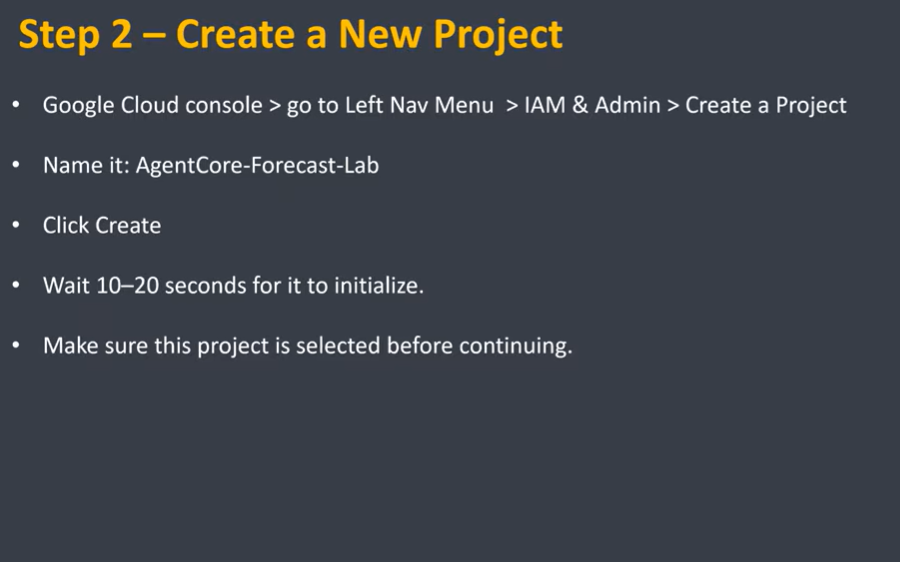 Step 2 – Create a New Project
• Google Cloud console > go to Left Nav Menu  > IAM & Admin > Create a Project
• Name it: AgentCore-Forecast-Lab
• Click Create
• Wait 10–20 seconds for it to initialize.
• Make sure this project is selected before continuing.